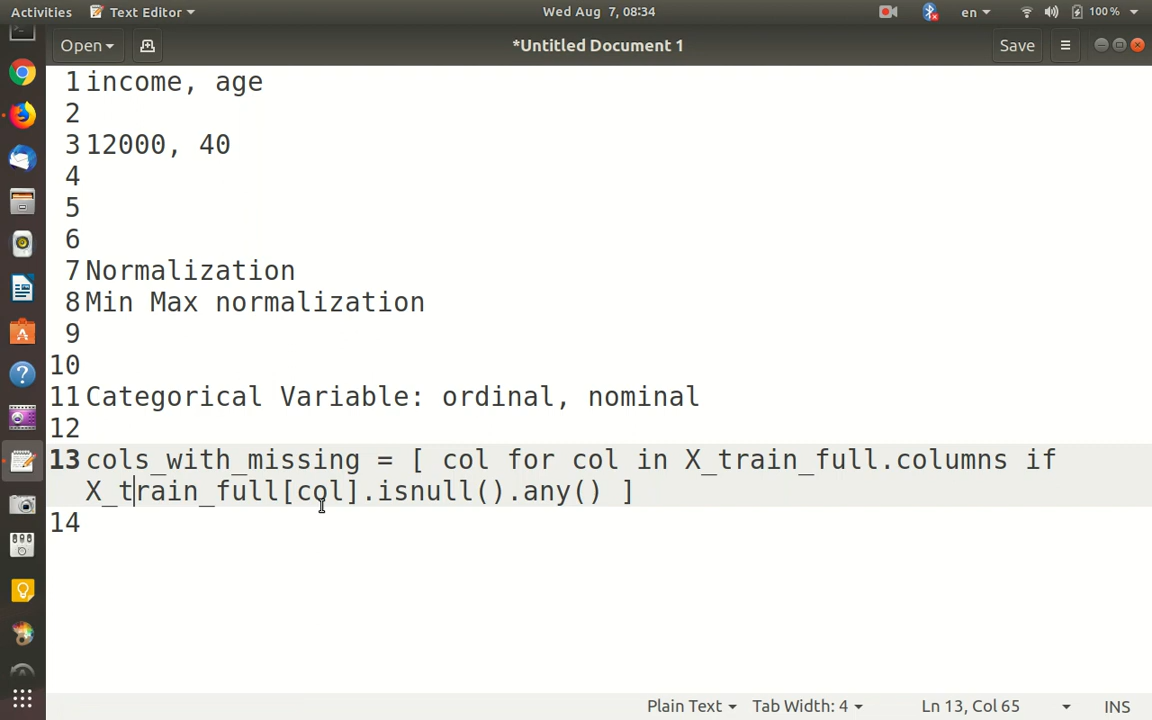 Activities Text Editor Wed Aug 7, 08:34 en 100 %
Open *Untitled Document 1 Save
1 income, age
2
3 12000, 40
4
5
6
7 Normalization
8 Min Max normalization
9
10
11 Categorical Variable: ordinal, nominal
12
13 cols_with_missing = [ col for col in X_train_full.columns if
X_train_full[col].isnull().any() ]
14
Plain Text Tab Width: 4 Ln 13, Col 65 INS